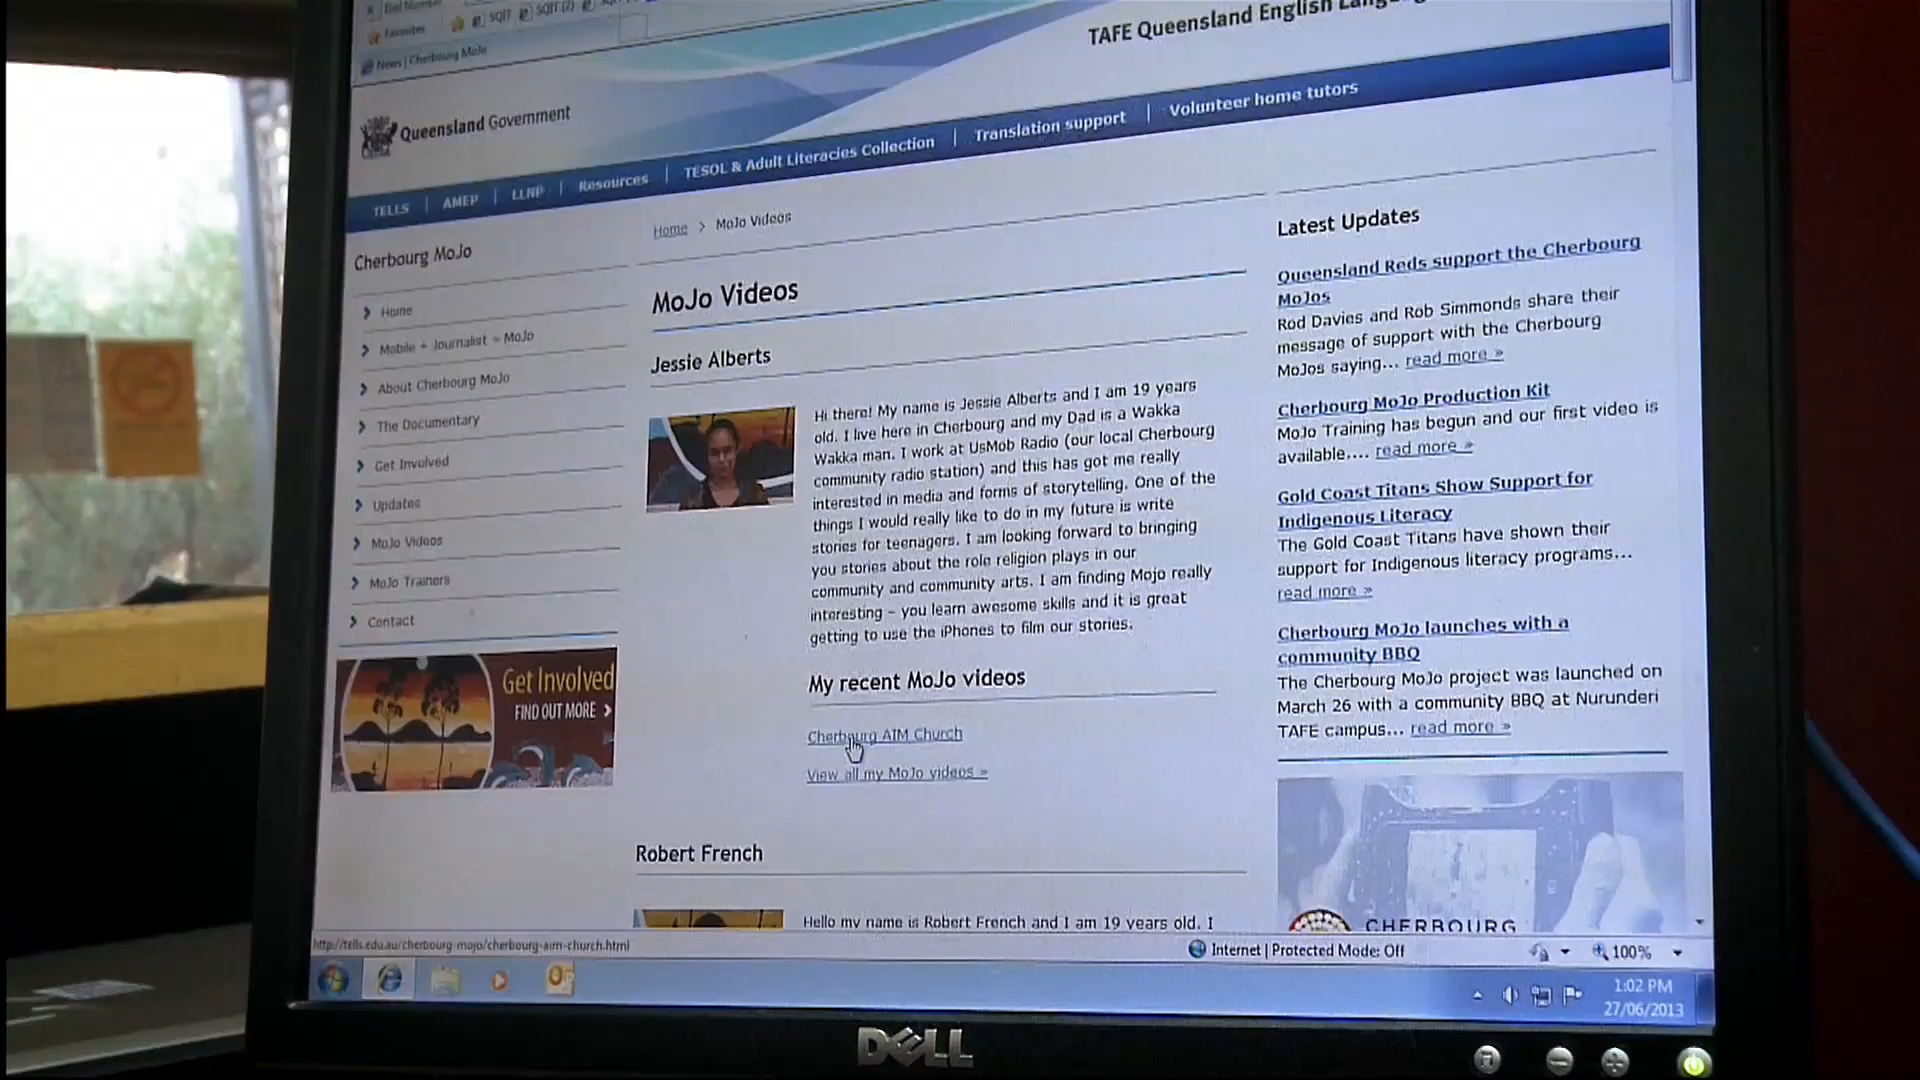 Favorites
SQIT
SQIT (2)
News | Cherbourg MoJo
TAFE Queensland English
Queensland Government
TELLS | AMEP | LLNP | Resources | TESOL & Adult Literacies Collection | Translation support | Volunteer home tutors
Cherbourg MoJo
Home
Mobile + Journalist = MoJo
About Cherbourg MoJo
The Documentary
Get Involved
Updates
MoJo Videos
MoJo Trainers
Contact
Get Involved
FIND OUT MORE
Home > MoJo Videos
MoJo Videos
Jessie Alberts
Hi there! My name is Jessie Alberts and I am 19 years
old. I live here in Cherbourg and my Dad is a Wakka
Wakka man. I work at UsMob Radio (our local Cherbourg
community radio station) and this has got me really
interested in media and forms of storytelling. One of the
things I would really like to do in my future is write
stories for teenagers. I am looking forward to bringing
you stories about the role religion plays in our
community and community arts. I am finding Mojo really
interesting – you learn awesome skills and it is great
getting to use the iPhones to film our stories.
My recent MoJo videos
Cherbourg AIM Church
View all my MoJo videos »
Robert French
Hello my name is Robert French and I am 19 years old. I
Latest Updates
Queensland Reds support the Cherbourg
MoJos
Rod Davies and Rob Simmonds share their
message of support with the Cherbourg
MoJos saying... read more »
Cherbourg MoJo Production Kit
MoJo Training has begun and our first video is
available.... read more »
Gold Coast Titans Show Support for
Indigenous Literacy
The Gold Coast Titans have shown their
support for Indigenous literacy programs...
read more »
Cherbourg MoJo launches with a
community BBQ
The Cherbourg MoJo project was launched on
March 26 with a community BBQ at Nurunderi
TAFE campus... read more »
CHERBOURG
http://tells.edu.au/cherbourg-mojo/cherbourg-aim-church.html
Internet | Protected Mode: Off
100%
1:02 PM
27/06/2013
DELL